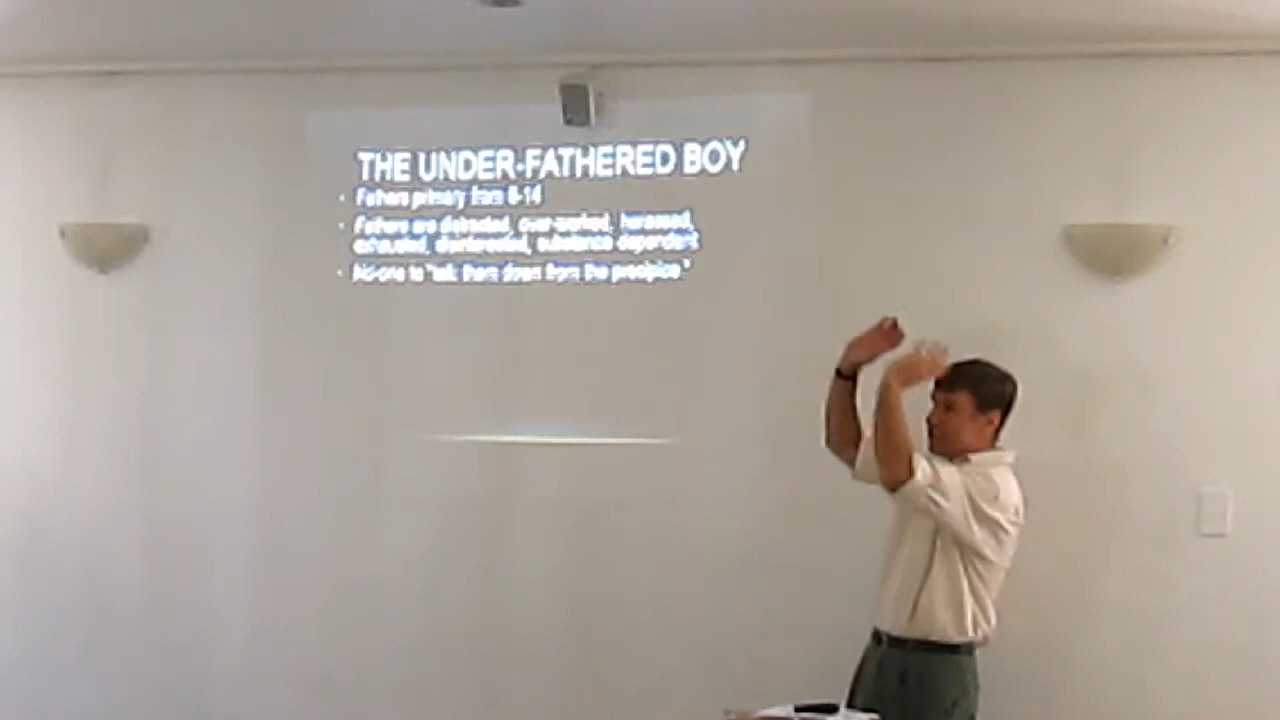 THE UNDER-FATHERED BOY
Fathers primary from 8-14
Fathers are distracted, over-worked, harassed,
exhausted, disinterested, substance dependent
No-one to "talk them down from the precipice"